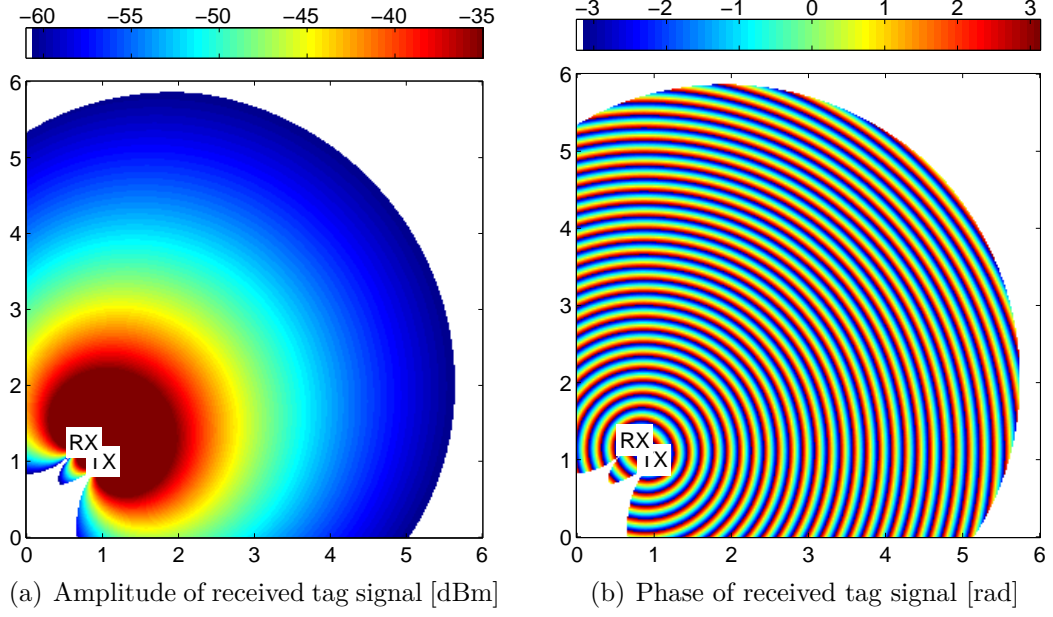 −60 −55 −50 −45 −40 −35
−3 −2 −1 0 1 2 3
6
5
4
3
2
1
0
RX
TX
0 1 2 3 4 5 6
6
5
4
3
2
1
0
RX
TX
0 1 2 3 4 5 6
(a) Amplitude of received tag signal [dBm]
(b) Phase of received tag signal [rad]